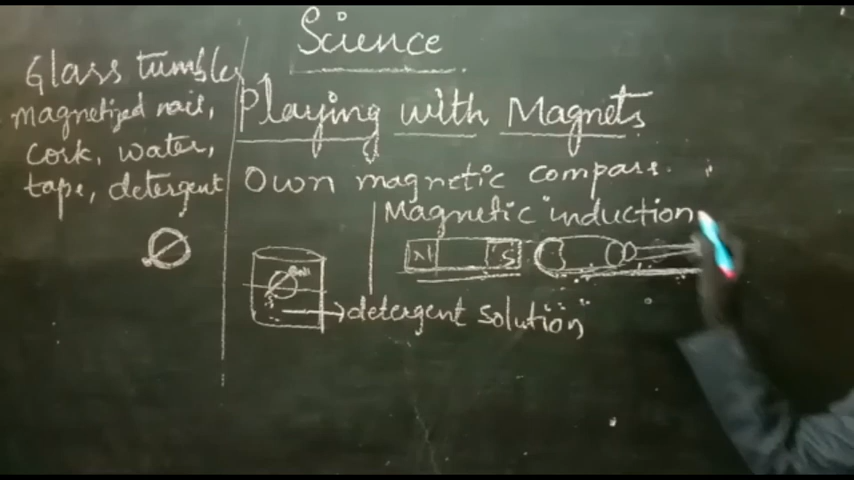 Science
Glass tumbler
magnetized nail,
cork, water,
tape, detergent
Playing with Magnets
Own magnetic compass.
Magnetic induction
N S
Nail
detergent solution